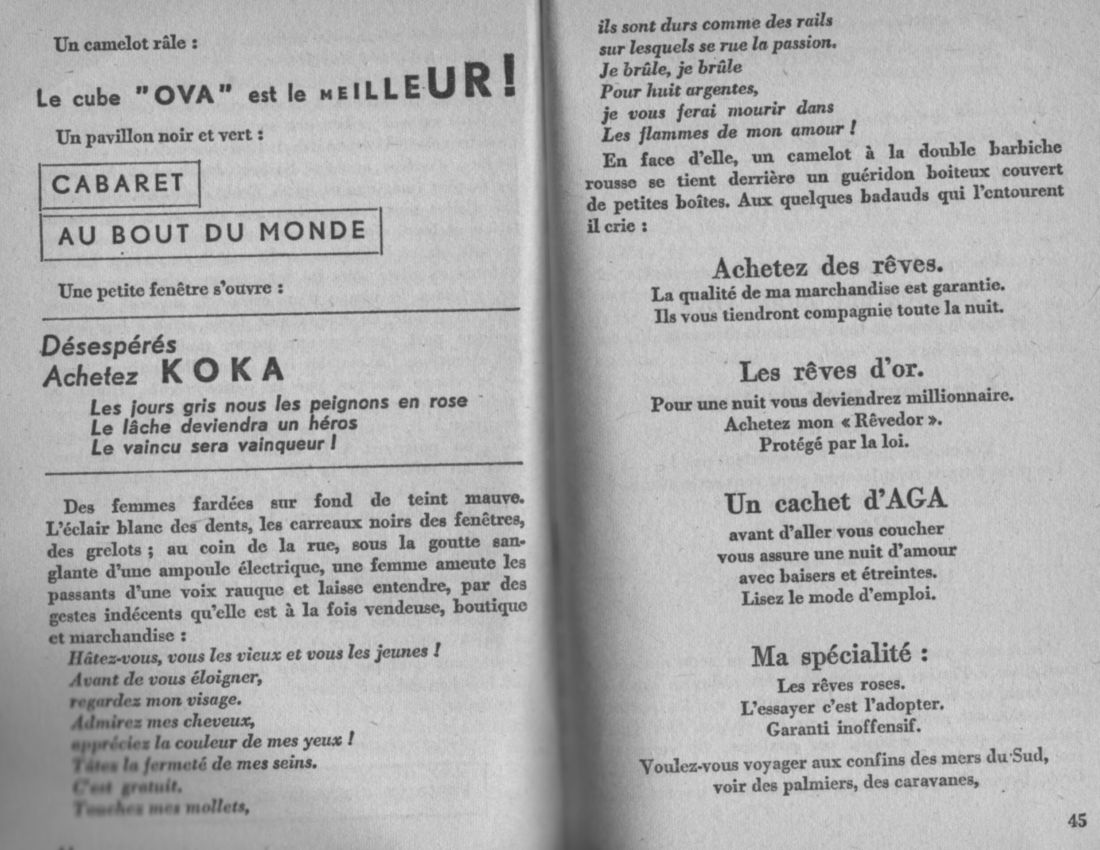 Un camelot râle :
Le cube "OVA" est le MEILLEUR !
Un pavillon noir et vert :
CABARET
AU BOUT DU MONDE
Une petite fenêtre s'ouvre :
Désespérés
Achetez KOKA
Les jours gris nous les peignons en rose
Le lâche deviendra un héros
Le vaincu sera vainqueur !
Des femmes fardées sur fond de teint mauve.
L'éclair blanc des dents, les carreaux noirs des fenêtres,
des grelots ; au coin de la rue, sous la goutte san-
glante d'une ampoule électrique, une femme ameute les
passants d'une voix rauque et laisse entendre, par des
gestes indécents qu'elle est à la fois vendeuse, boutique
et marchandise :
Hâtez-vous, vous les vieux et vous les jeunes !
Avant de vous éloigner,
regardez mon visage.
Admirez mes cheveux,
appréciez la couleur de mes yeux !
Tâtez la fermeté de mes seins.
C'est gratuit.
Touchez mes mollets,
ils sont durs comme des rails
sur lesquels se rue la passion.
Je brûle, je brûle
Pour huit argentes,
je vous ferai mourir dans
Les flammes de mon amour !
En face d'elle, un camelot à la double barbiche
rousse se tient derrière un guéridon boiteux couvert
de petites boîtes. Aux quelques badauds qui l'entourent
il crie :
Achetez des rêves.
La qualité de ma marchandise est garantie.
Ils vous tiendront compagnie toute la nuit.
Les rêves d'or.
Pour une nuit vous deviendrez millionnaire.
Achetez mon « Rêvedor ».
Protégé par la loi.
Un cachet d'AGA
avant d'aller vous coucher
vous assure une nuit d'amour
avec baisers et étreintes.
Lisez le mode d'emploi.
Ma spécialité :
Les rêves roses.
L'essayer c'est l'adopter.
Garanti inoffensif.
Voulez-vous voyager aux confins des mers du Sud,
voir des palmiers, des caravanes,
45